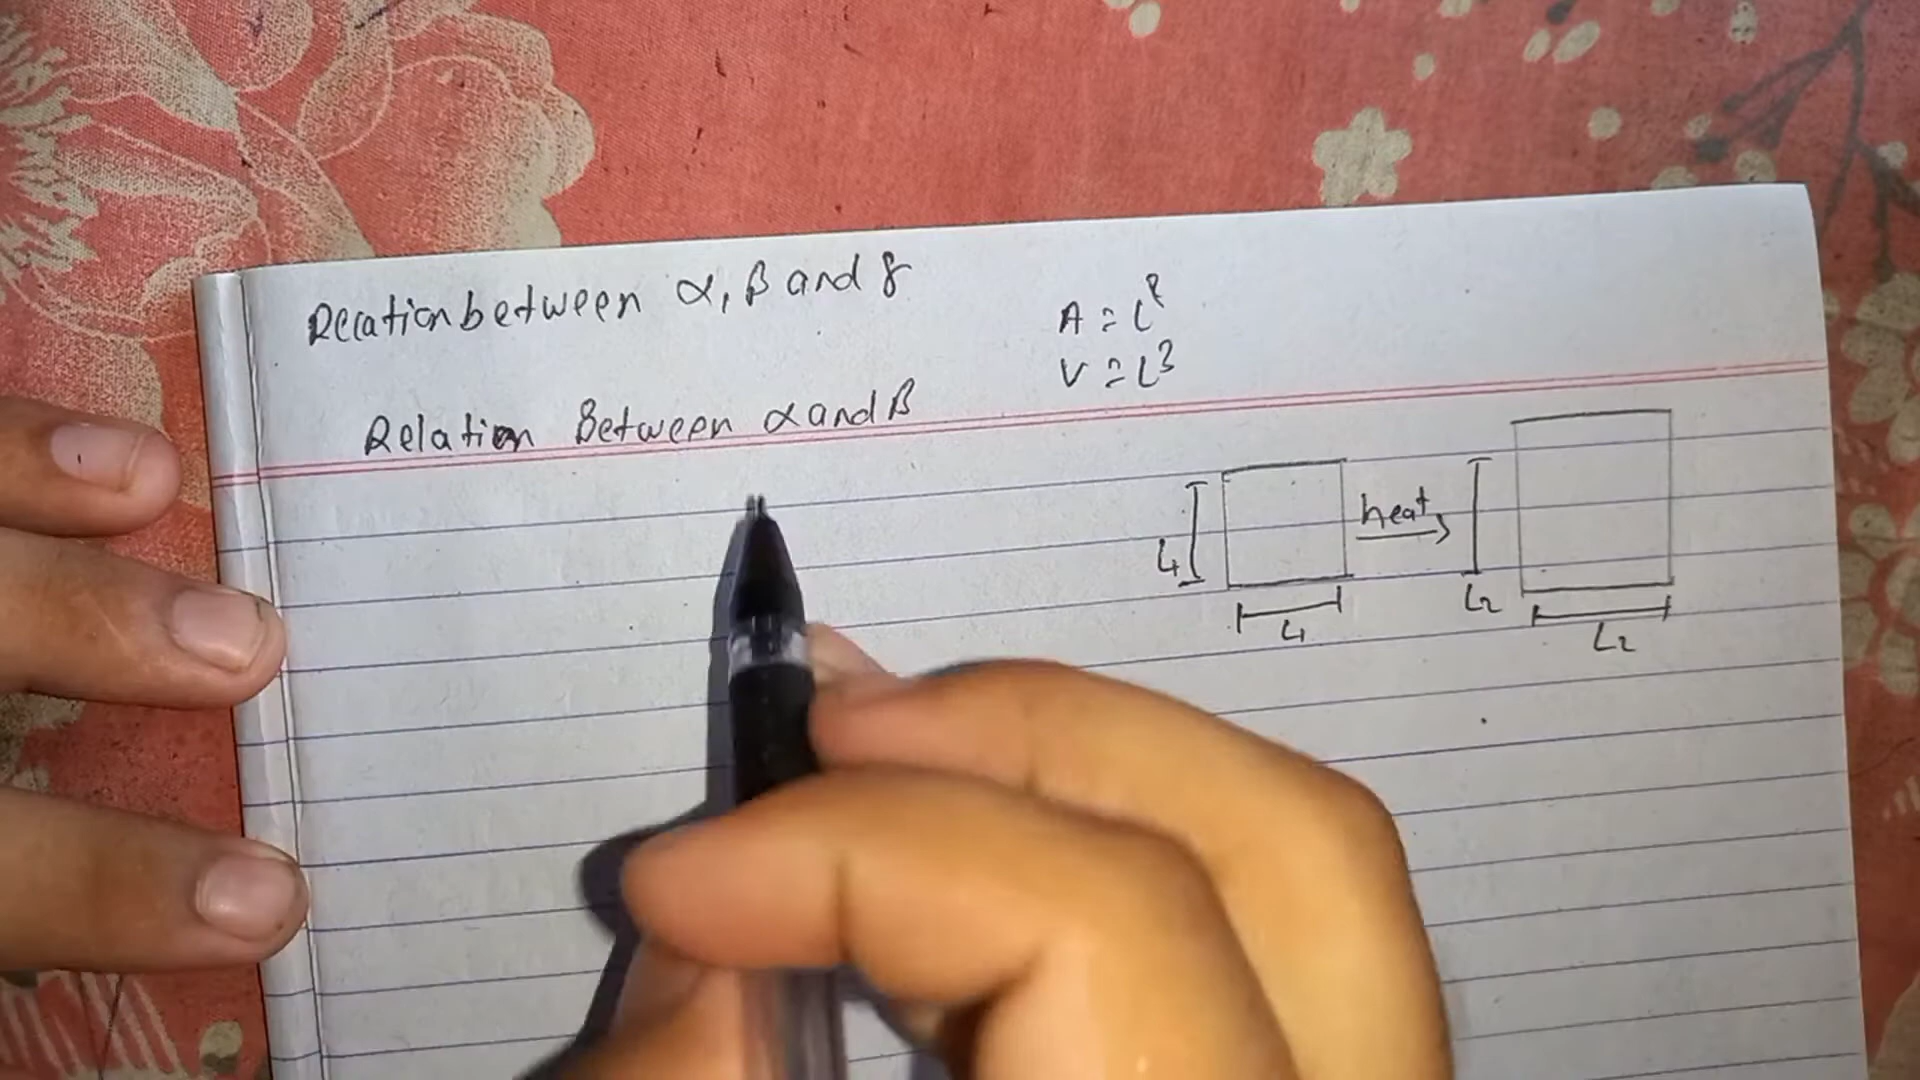 Relation between α, β and γ
A = L²
V = L³
Relation Between α and β
heat
L1
L1
L2
L2